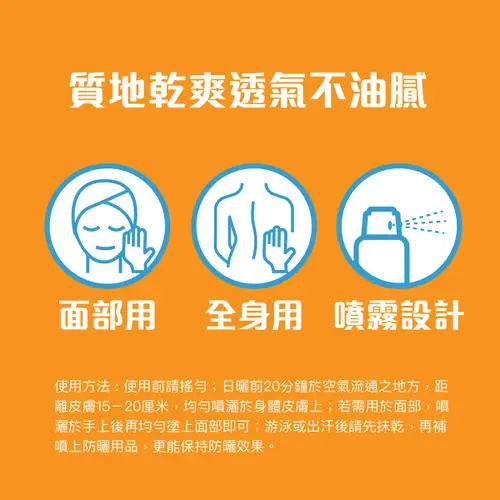 質地乾爽透氣不油膩
面部用
全身用
噴霧設計
使用方法：使用前請搖勻；日曬前20分鐘於空氣流通之地方，距
離皮膚15－20厘米，均勻噴灑於身體皮膚上；若需用於面部，噴
灑於手上後再均勻塗上面部即可；游泳或出汗後請先抹乾，再補
噴上防曬用品，更能保持防曬效果。